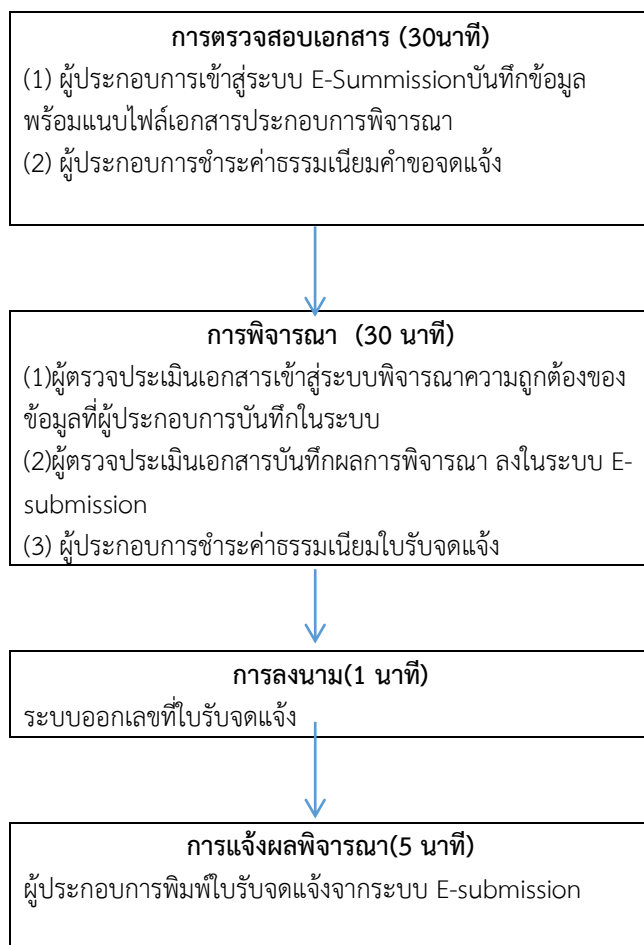 การตรวจสอบเอกสาร (30นาที)
(1) ผู้ประกอบการเข้าสู่ระบบ E-Summissionบันทึกข้อมูล
พร้อมแนบไฟล์เอกสารประกอบการพิจารณา
(2) ผู้ประกอบการชำระค่าธรรมเนียมคำขอจดแจ้ง
การพิจารณา (30 นาที)
(1)ผู้ตรวจประเมินเอกสารเข้าสู่ระบบพิจารณาความถูกต้องของ
ข้อมูลที่ผู้ประกอบการบันทึกในระบบ
(2)ผู้ตรวจประเมินเอกสารบันทึกผลการพิจารณา ลงในระบบ E-
submission
(3) ผู้ประกอบการชำระค่าธรรมเนียมใบรับจดแจ้ง
การลงนาม(1 นาที)
ระบบออกเลขที่ใบรับจดแจ้ง
การแจ้งผลพิจารณา(5 นาที)
ผู้ประกอบการพิมพ์ใบรับจดแจ้งจากระบบ E-submission